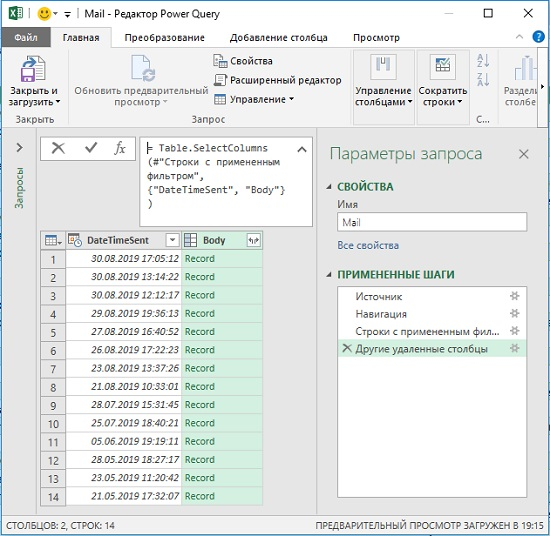 Mail - Редактор Power Query
Файл
Главная
Преобразование
Добавление столбца
Просмотр
Закрыть и
загрузить
Закрыть
Обновить предварительный
просмотр
Свойства
Расширенный редактор
Управление
Запрос
Управление
столбцами
Сократить
строки
С...
Раздели
столбе
Запросы
fx
= Table.SelectColumns
(#"Строки с примененным
фильтром",
{"DateTimeSent", "Body"}
)
DateTimeSent Body
1 30.08.2019 17:05:12 Record
2 30.08.2019 13:14:22 Record
3 30.08.2019 12:12:17 Record
4 29.08.2019 19:36:13 Record
5 27.08.2019 16:40:52 Record
6 26.08.2019 17:22:23 Record
7 23.08.2019 13:37:26 Record
8 21.08.2019 10:33:01 Record
9 28.07.2019 15:31:45 Record
10 25.07.2019 18:40:21 Record
11 05.06.2019 19:19:11 Record
12 28.05.2019 18:27:17 Record
13 23.05.2019 11:20:42 Record
14 21.05.2019 17:32:07 Record
Параметры запроса
СВОЙСТВА
Имя
Mail
Все свойства
ПРИМЕНЕННЫЕ ШАГИ
Источник
Навигация
Строки с примененным фил...
Другие удаленные столбцы
СТОЛБЦОВ: 2, СТРОК: 14
ПРЕДВАРИТЕЛЬНЫЙ ПРОСМОТР ЗАГРУЖЕН В 19:15